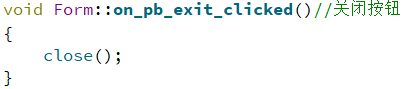 void Form::on_pb_exit_clicked()//关闭按钮
{
    close();
}